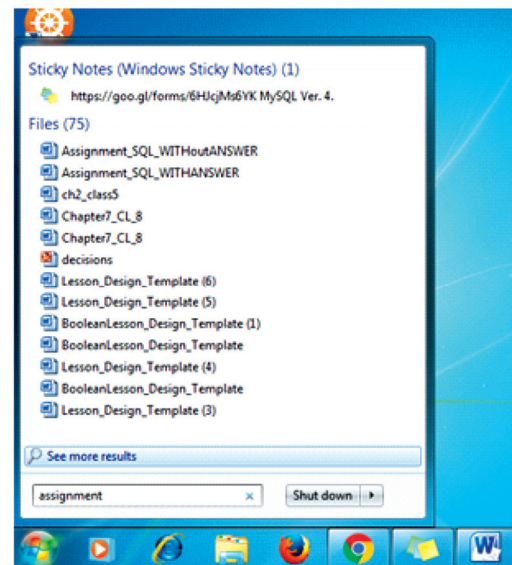 Sticky Notes (Windows Sticky Notes) (1)
https://goo.gl/forms/6HJcjMs6YK MySQL Ver. 4.
Files (75)
Assignment_SQL_WITHoutANSWER
Assignment_SQL_WITHANSWER
ch2_class5
Chapter7_CL_8
Chapter7_CL_8
decisions
Lesson_Design_Template (6)
Lesson_Design_Template (5)
BooleanLesson_Design_Template (1)
BooleanLesson_Design_Template
Lesson_Design_Template (4)
BooleanLesson_Design_Template
Lesson_Design_Template (3)
See more results
assignment
Shut down
W